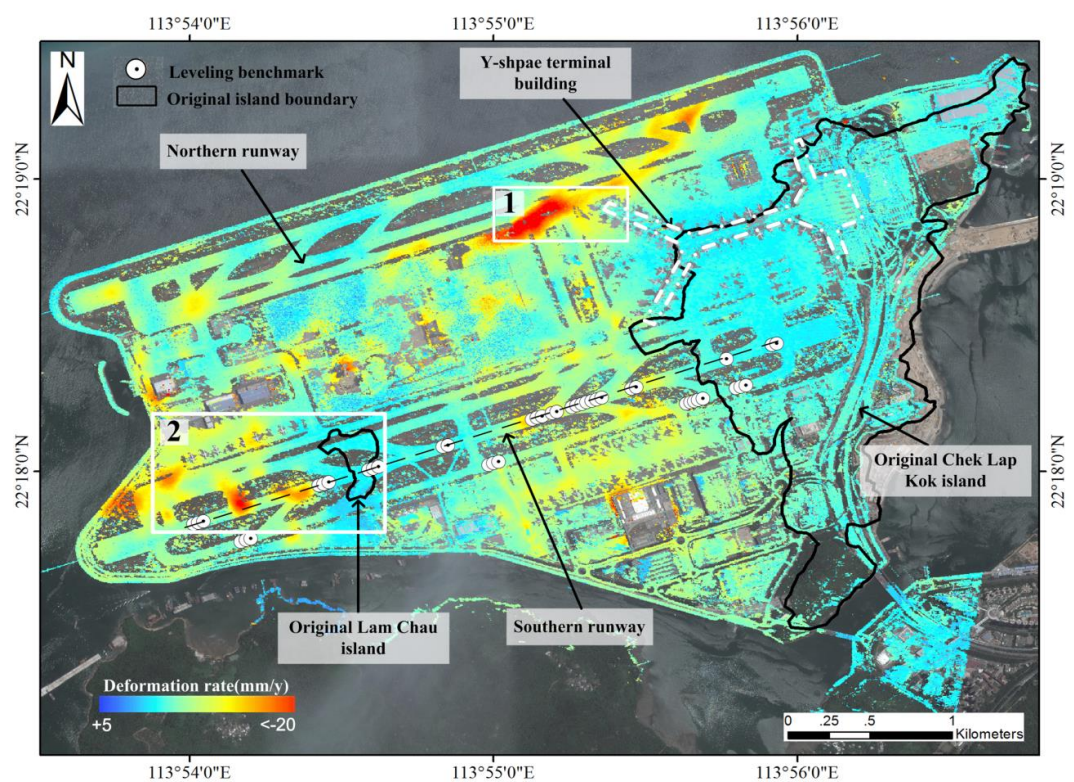 113°54'0"E 113°55'0"E 113°56'0"E
N
Leveling benchmark
Original island boundary
Y-shpae terminal
building
Northern runway
22°19'0"N
22°19'0"N
1
2
22°18'0"N
22°18'0"N
Original Chek Lap
Kok island
Original Lam Chau
island
Southern runway
Deformation rate(mm/y)
+5 <-20
0 .25 .5 1
Kilometers
113°54'0"E 113°55'0"E 113°56'0"E